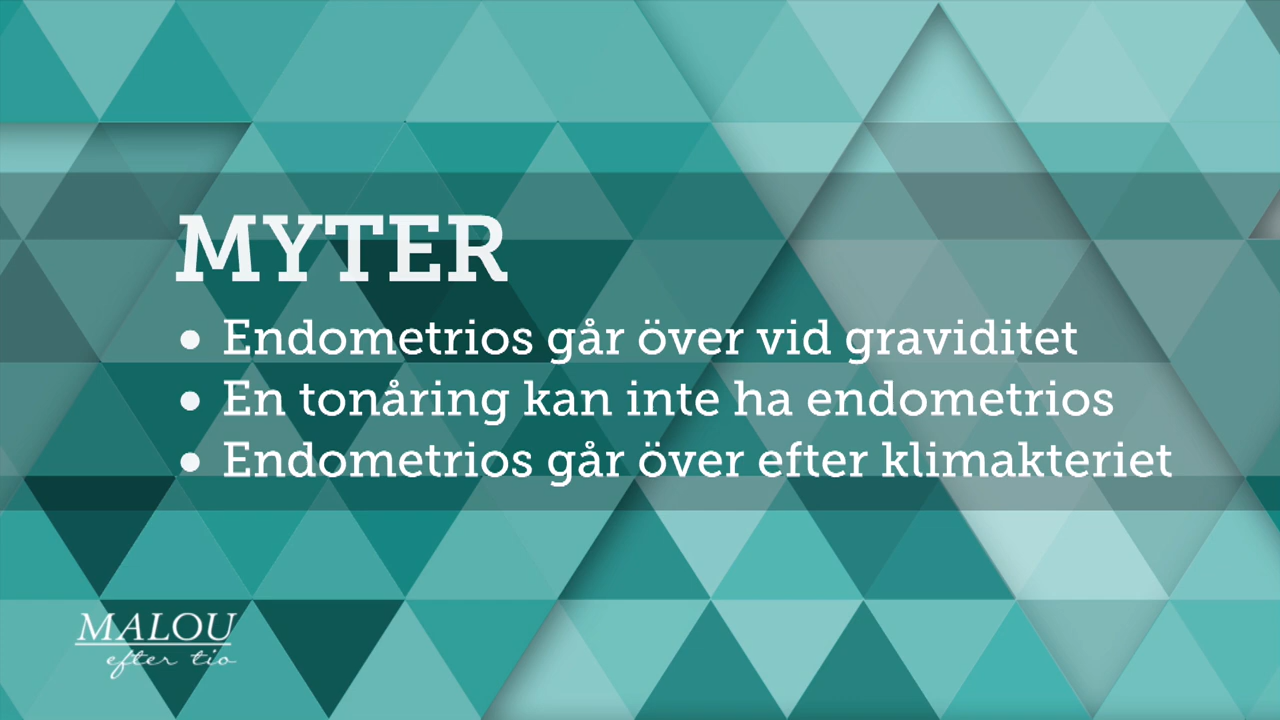 MYTER
• Endometrios går över vid graviditet
• En tonåring kan inte ha endometrios
• Endometrios går över efter klimakteriet
MALOU
efter tio